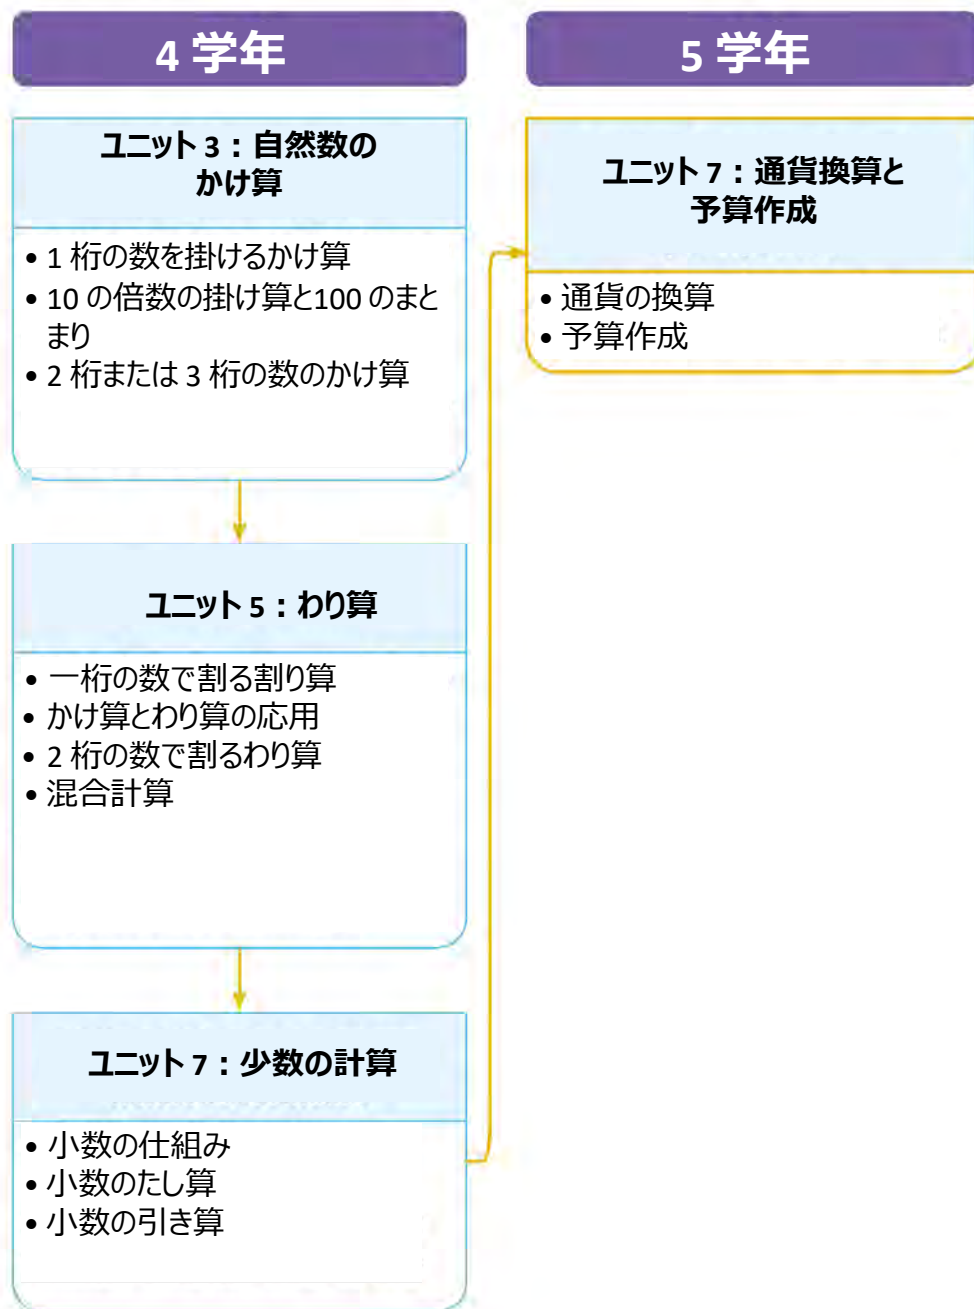 4 学年
ユニット 3：自然数の
かけ算
• 1 桁の数を掛けるかけ算
• 10 の倍数の掛け算と100 のまと
まり
• 2 桁または 3 桁の数のかけ算
ユニット 5：わり算
• 一桁の数で割る割り算
• かけ算とわり算の応用
• 2 桁の数で割るわり算
• 混合計算
ユニット 7：少数の計算
• 小数の仕組み
• 小数のたし算
• 小数の引き算
5 学年
ユニット 7：通貨換算と
予算作成
• 通貨の換算
• 予算作成